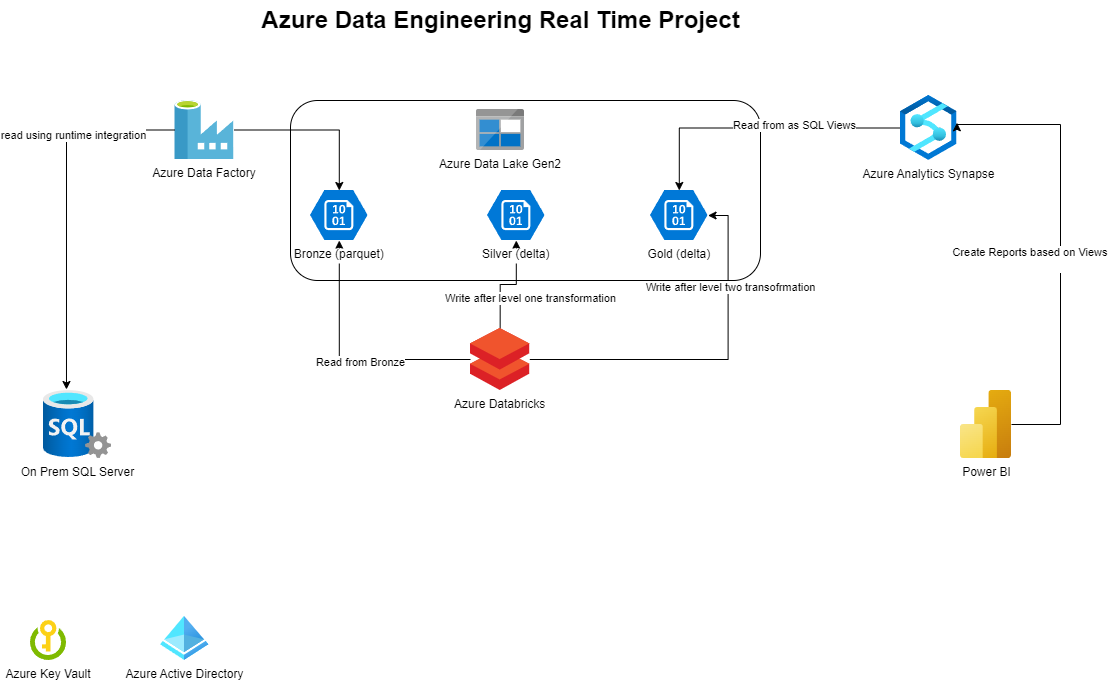 Azure Data Engineering Real Time Project
read using runtime integration
Azure Data Factory
Azure Data Lake Gen2
Read from as SQL Views
Azure Analytics Synapse
10
01
10
01
10
01
Bronze (parquet)
Silver (delta)
Gold (delta)
Create Reports based on Views
Write after level one transformation
Write after level two transofrmation
Read from Bronze
Azure Databricks
SQL
On Prem SQL Server
Power BI
Azure Key Vault
Azure Active Directory